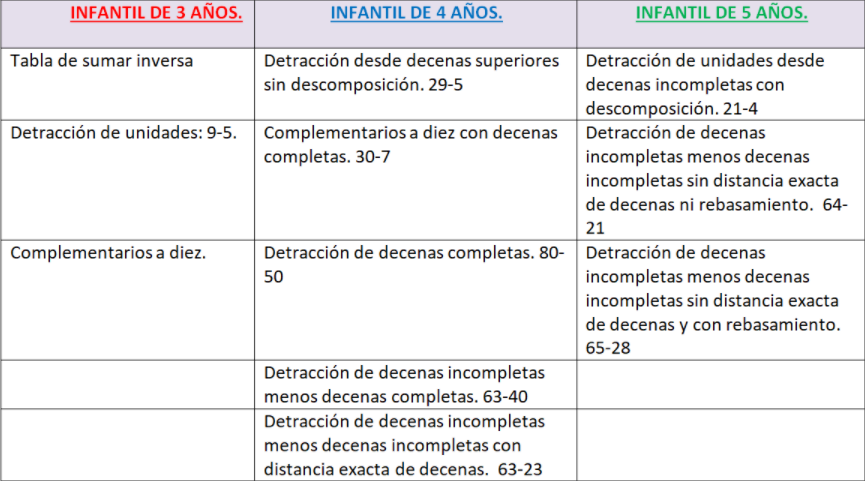 INFANTIL DE 3 AÑOS.
INFANTIL DE 4 AÑOS.
INFANTIL DE 5 AÑOS.
Tabla de sumar inversa
Detracción desde decenas superiores
sin descomposición. 29-5
Detracción de unidades desde
decenas incompletas con
descomposición. 21-4
Detracción de unidades: 9-5.
Complementarios a diez con decenas
completas. 30-7
Detracción de decenas
incompletas menos decenas
incompletas sin distancia exacta
de decenas ni rebasamiento. 64-
21
Complementarios a diez.
Detracción de decenas completas. 80-
50
Detracción de decenas
incompletas menos decenas
incompletas sin distancia exacta
de decenas y con rebasamiento.
65-28
Detracción de decenas incompletas
menos decenas completas. 63-40
Detracción de decenas incompletas
menos decenas incompletas con
distancia exacta de decenas. 63-23